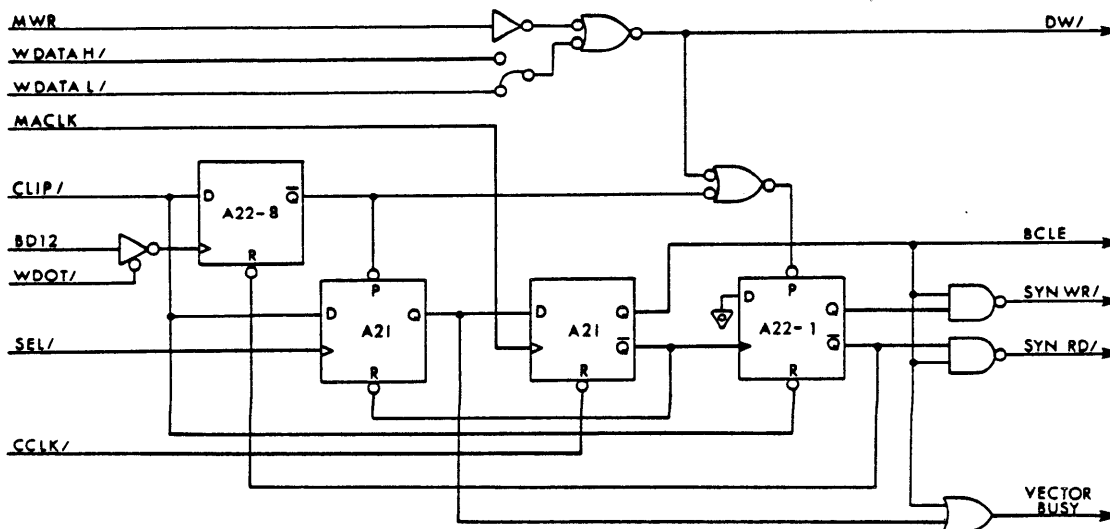 MWR
DW/
WDATA H/
WDATA L/
MACLK
CLIP/
D
Q
A22-8
R
BD12
WDOT/
BCLE
P
D
Q
A21
R
D
Q
A21
Q
R
P
D
Q
A22-1
Q
R
SYN WR/
SYN RD/
SEL/
CCLK/
VECTOR
BUSY